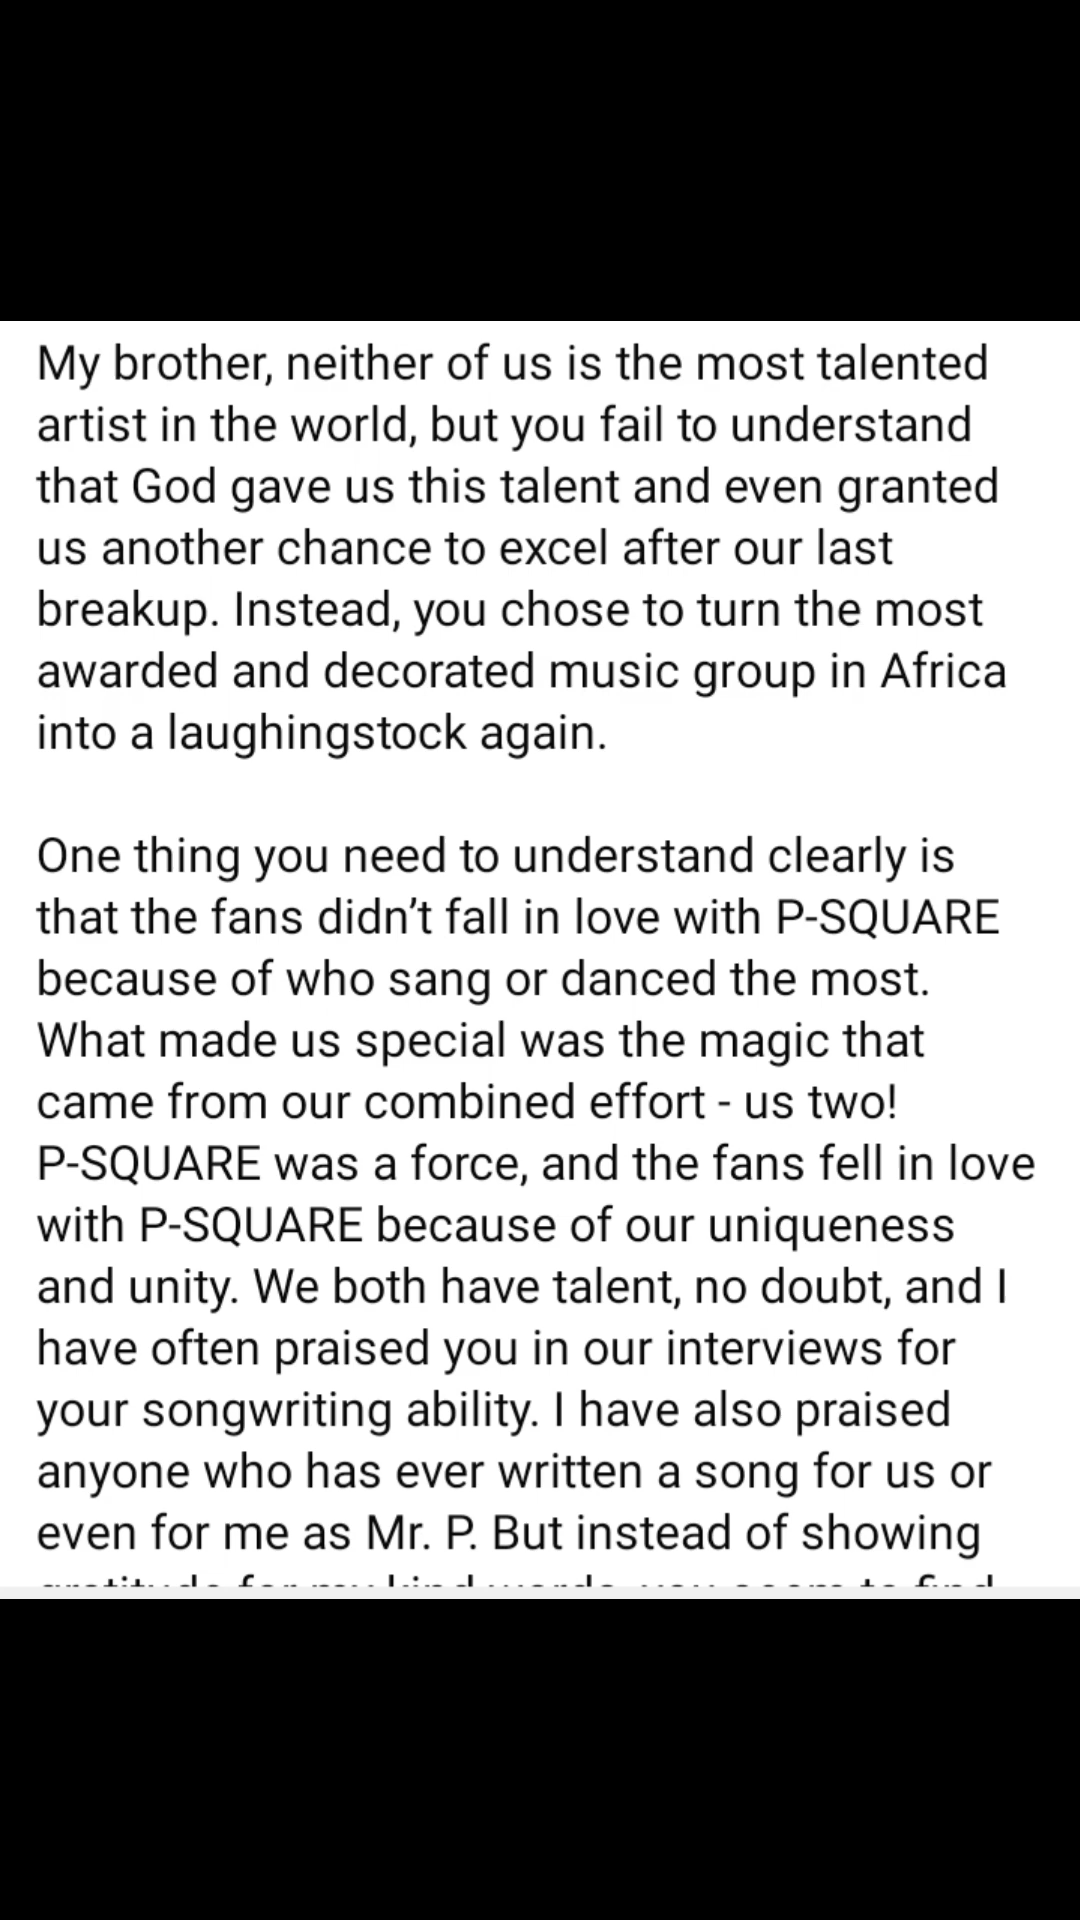 My brother, neither of us is the most talented
artist in the world, but you fail to understand
that God gave us this talent and even granted
us another chance to excel after our last
breakup. Instead, you chose to turn the most
awarded and decorated music group in Africa
into a laughingstock again.
One thing you need to understand clearly is
that the fans didn’t fall in love with P-SQUARE
because of who sang or danced the most.
What made us special was the magic that
came from our combined effort - us two!
P-SQUARE was a force, and the fans fell in love
with P-SQUARE because of our uniqueness
and unity. We both have talent, no doubt, and I
have often praised you in our interviews for
your songwriting ability. I have also praised
anyone who has ever written a song for us or
even for me as Mr. P. But instead of showing